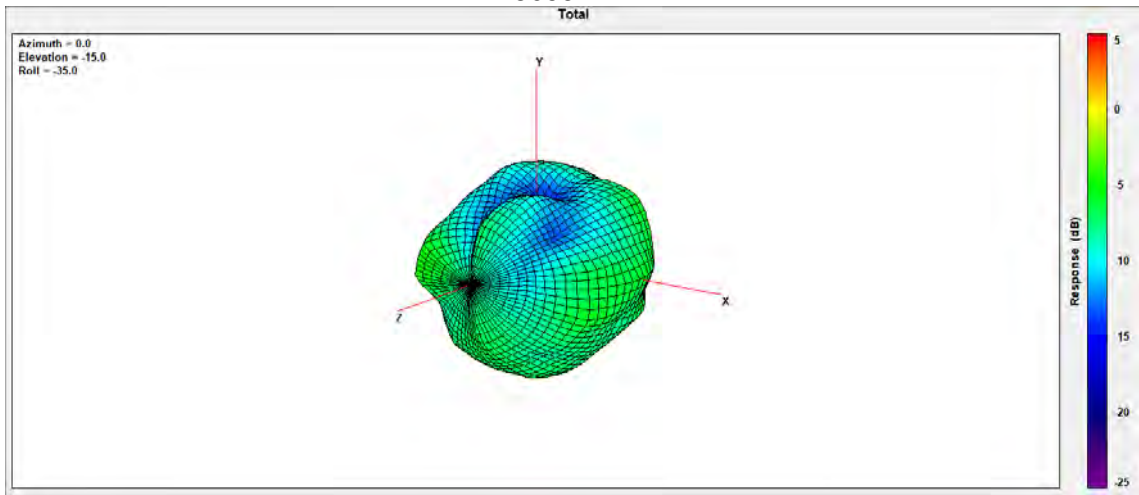 Total
Azimuth = 0.0
Elevation = -15.0
Roll = -35.0
Y
X
Z
5
0
-5
10
15
-20
-25
Response (dB)